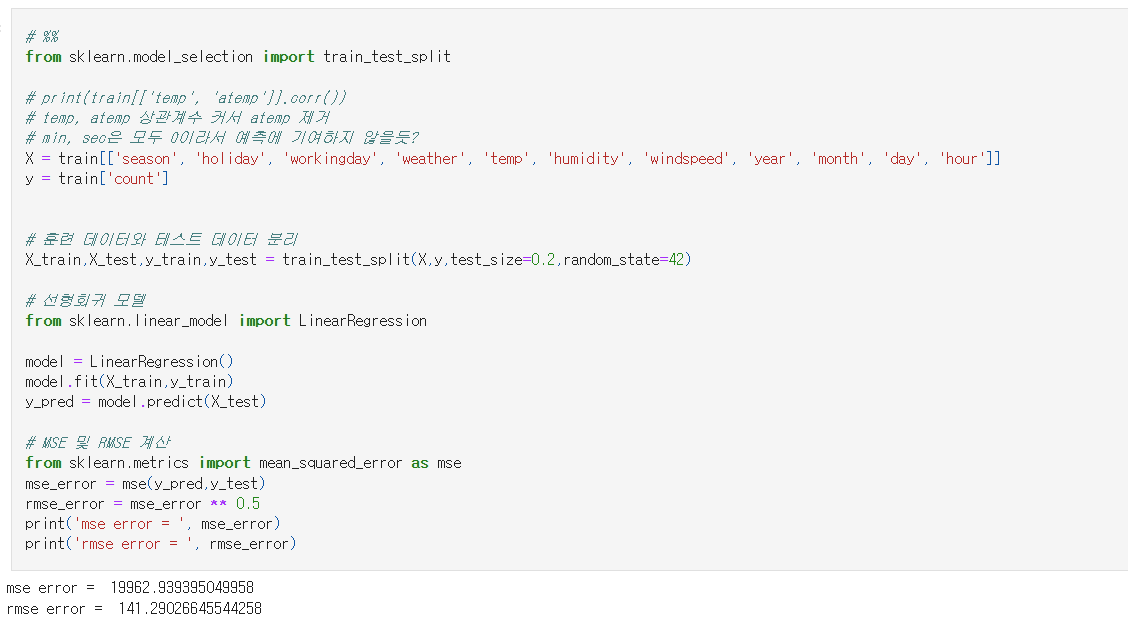 # %%
from sklearn.model_selection import train_test_split
# print(train[['temp', 'atemp']].corr())
# temp, atemp 상관계수 커서 atemp 제거
# min, sec은 모두 0이라서 예측에 기여하지 않을듯?
X = train[['season', 'holiday', 'workingday', 'weather', 'temp', 'humidity', 'windspeed', 'year', 'month', 'day', 'hour']]
y = train['count']
# 훈련 데이터와 테스트 데이터 분리
X_train,X_test,y_train,y_test = train_test_split(X,y,test_size=0.2,random_state=42)
# 선형회귀 모델
from sklearn.linear_model import LinearRegression
model = LinearRegression()
model.fit(X_train,y_train)
y_pred = model.predict(X_test)
# MSE 및 RMSE 계산
from sklearn.metrics import mean_squared_error as mse
mse_error = mse(y_pred,y_test)
rmse_error = mse_error ** 0.5
print('mse error = ', mse_error)
print('rmse error = ', rmse_error)
mse error =  19962.939395049958
rmse error =  141.29026645544258